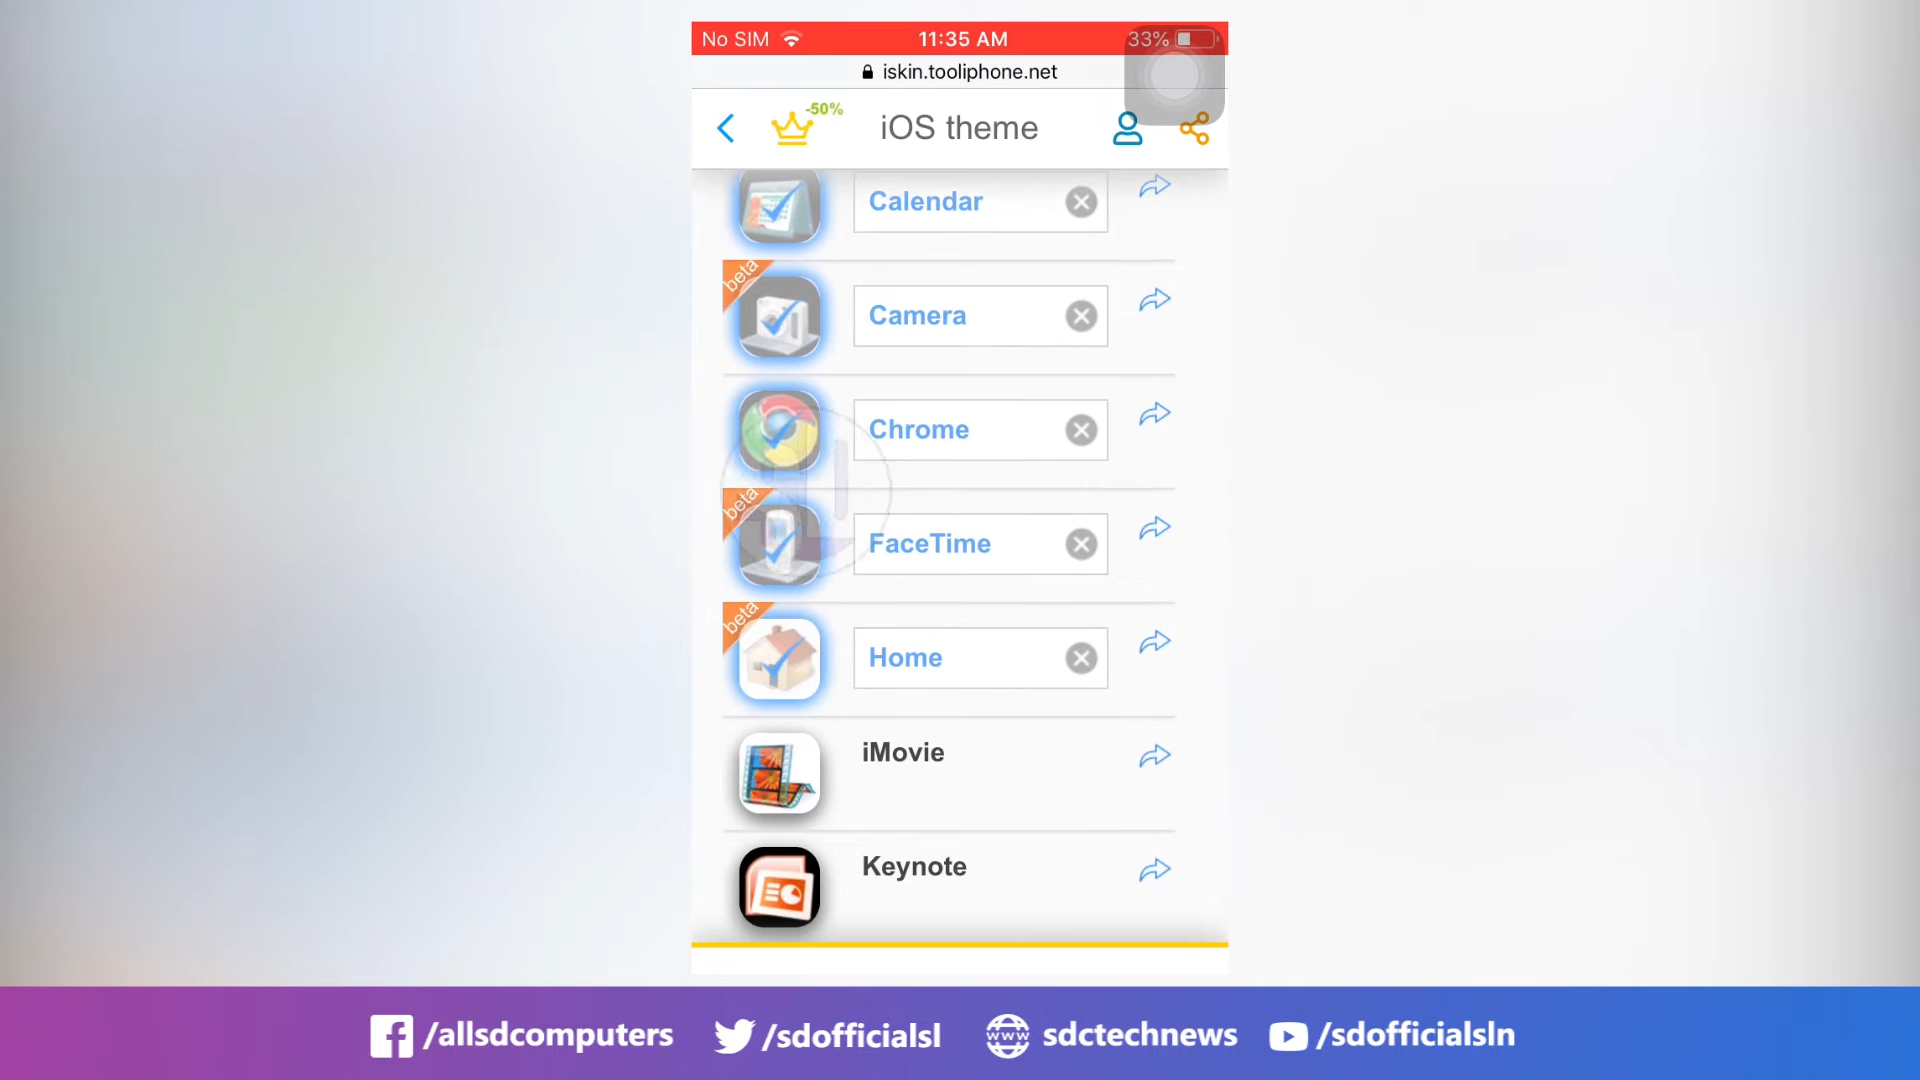 No SIM 11:35 AM 33%
iskin.tooliphone.net
-50% iOS theme
Calendar
beta
Camera
Chrome
beta
FaceTime
beta
Home
iMovie
Keynote
/allsdcomputers /sdofficialsl www sdctechnews /sdofficialsln